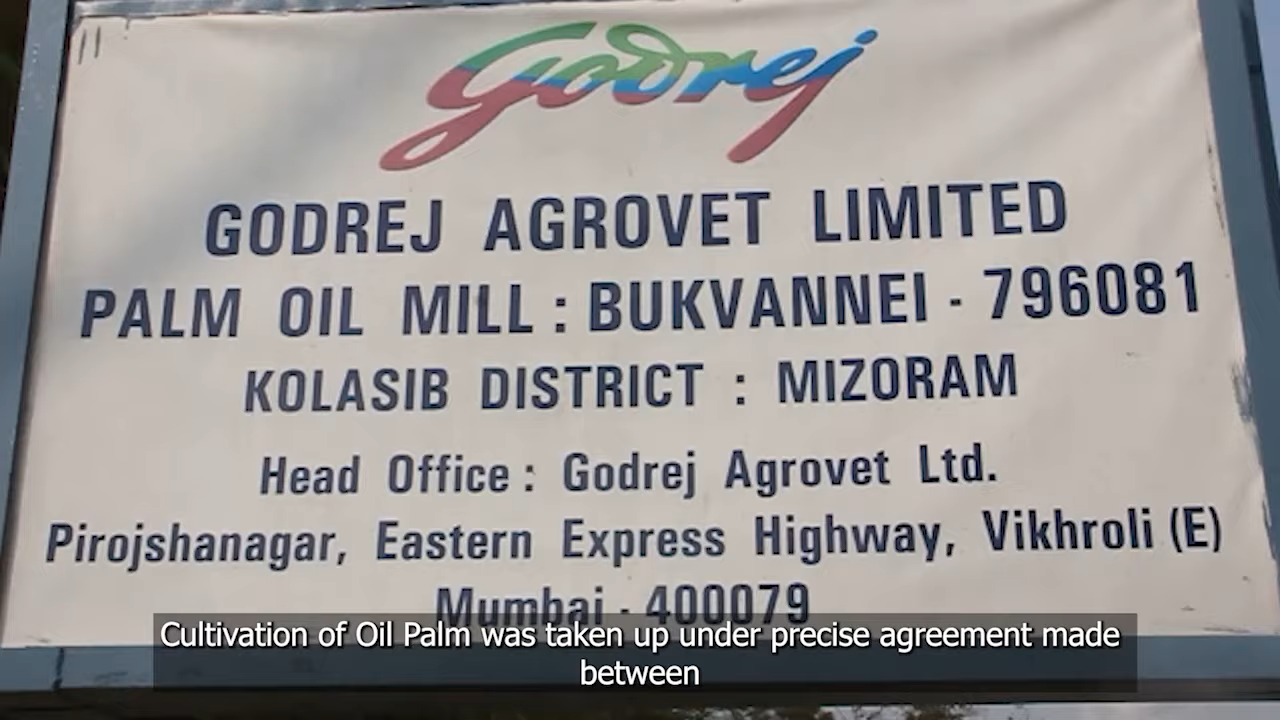 Godrej
GODREJ AGROVET LIMITED
PALM OIL MILL : BUKVANNEI - 796081
KOLASIB DISTRICT : MIZORAM
Head Office : Godrej Agrovet Ltd.
Pirojshanagar, Eastern Express Highway, Vikhroli (E)
Mumbai - 400079
Cultivation of Oil Palm was taken up under precise agreement made
between